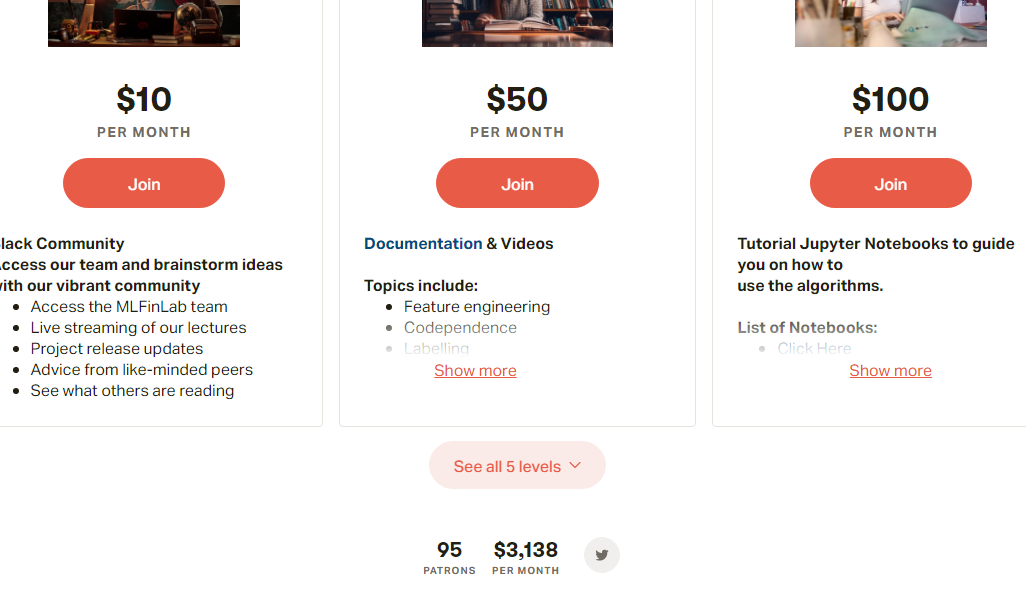 $10
PER MONTH
Join
lack Community
ccess our team and brainstorm ideas
ith our vibrant community
Access the MLFinLab team
Live streaming of our lectures
Project release updates
Advice from like-minded peers
See what others are reading
$50
PER MONTH
Join
Documentation & Videos
Topics include:
Feature engineering
Codependence
Labelling
Show more
$100
PER MONTH
Join
Tutorial Jupyter Notebooks to guide
you on how to
use the algorithms.
List of Notebooks:
Click Here
Show more
See all 5 levels
95
PATRONS
$3,138
PER MONTH